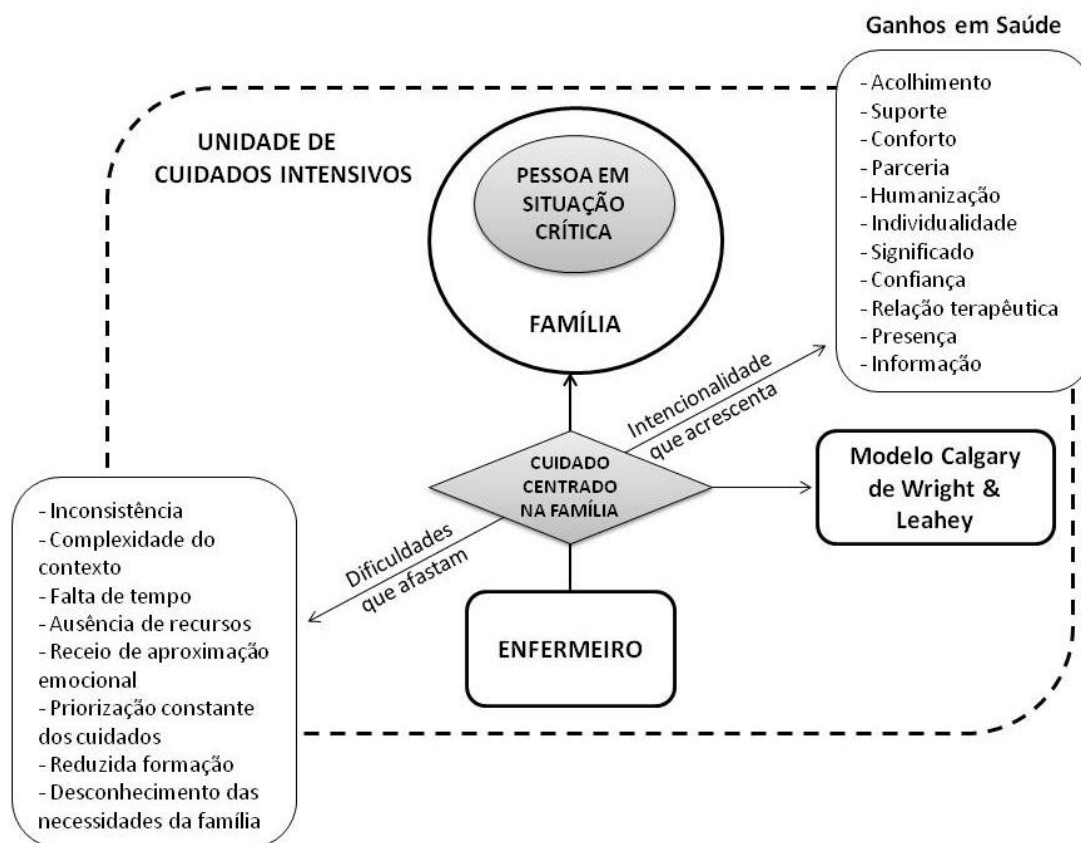 Ganhos em Saúde
- Acolhimento
- Suporte
- Conforto
- Parceria
- Humanização
- Individualidade
- Significado
- Confiança
- Relação terapêutica
- Presença
- Informação
UNIDADE DE
CUIDADOS INTENSIVOS
PESSOA EM
SITUAÇÃO
CRÍTICA
FAMÍLIA
Intencionalidade
que acrescenta
CUIDADO
CENTRADO
NA FAMÍLIA
Modelo Calgary
de Wright &
Leahey
Dificuldades
que afastam
ENFERMEIRO
- Inconsistência
- Complexidade do
contexto
- Falta de tempo
- Ausência de recursos
- Receio de aproximação
emocional
- Priorização constante
dos cuidados
- Reduzida formação
- Desconhecimento das
necessidades da família